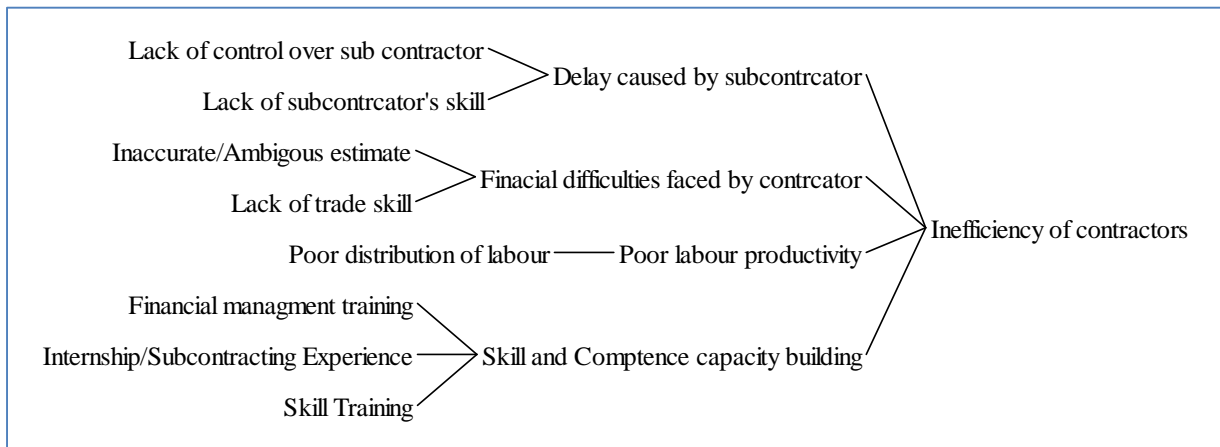 Lack of control over sub contractor
Delay caused by subcontrcator
Lack of subcontrcator's skill
Inaccurate/Ambigous estimate
Finacial difficulties faced by contrcator
Lack of trade skill
Inefficiency of contractors
Poor distribution of labour
Poor labour productivity
Financial managment training
Internship/Subcontracting Experience
Skill and Comptence capacity building
Skill Training